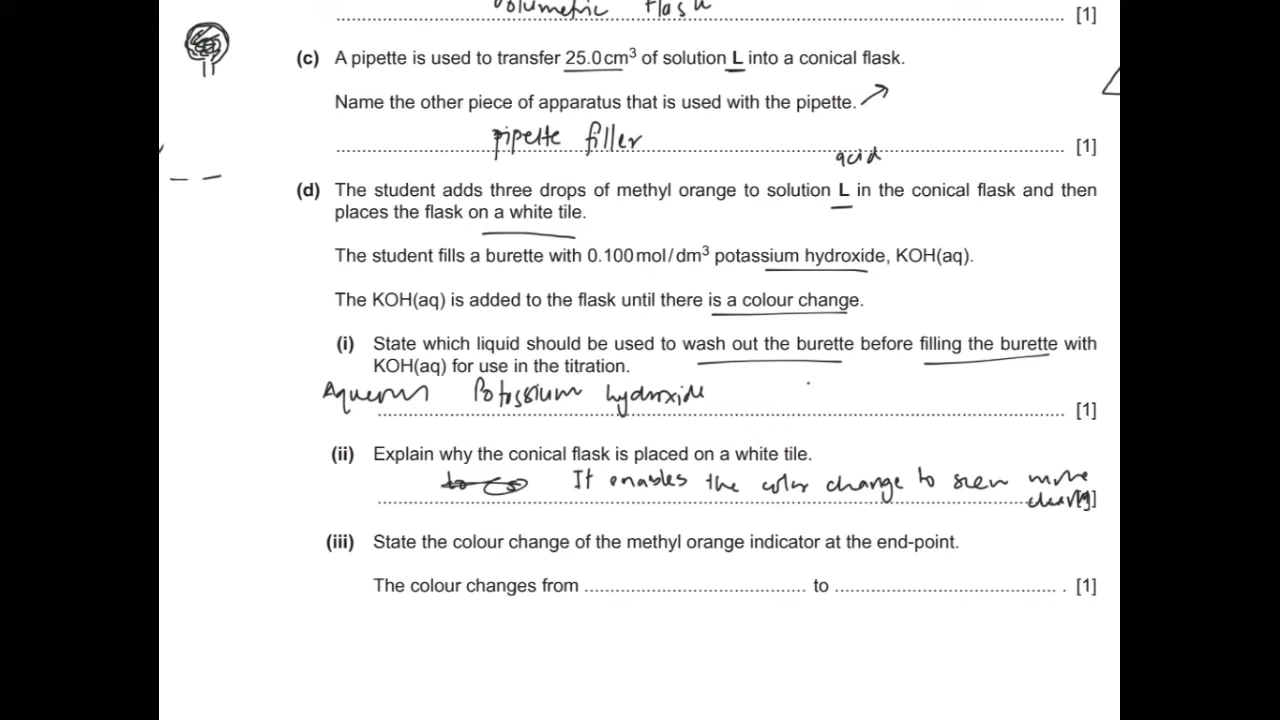 volumetric flask
[1]
(c) A pipette is used to transfer 25.0 cm³ of solution L into a conical flask.
Name the other piece of apparatus that is used with the pipette.
pipette filler
[1]
acid
(d) The student adds three drops of methyl orange to solution L in the conical flask and then
places the flask on a white tile.
The student fills a burette with 0.100 mol/dm³ potassium hydroxide, KOH(aq).
The KOH(aq) is added to the flask until there is a colour change.
(i) State which liquid should be used to wash out the burette before filling the burette with
KOH(aq) for use in the titration.
Aqueous Potassium hydroxide
[1]
(ii) Explain why the conical flask is placed on a white tile.
It enables the color change to seen more
clearly
[1]
(iii) State the colour change of the methyl orange indicator at the end-point.
The colour changes from ........................................ to ........................................ . [1]